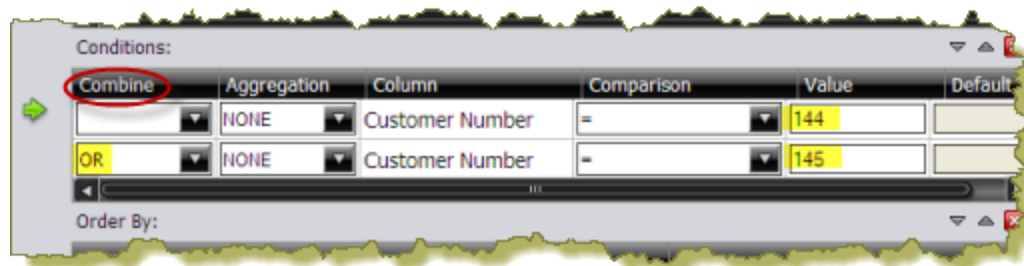 Conditions:
Combine Aggregation Column Comparison Value Default
NONE Customer Number = 144
OR NONE Customer Number = 145
Order By: